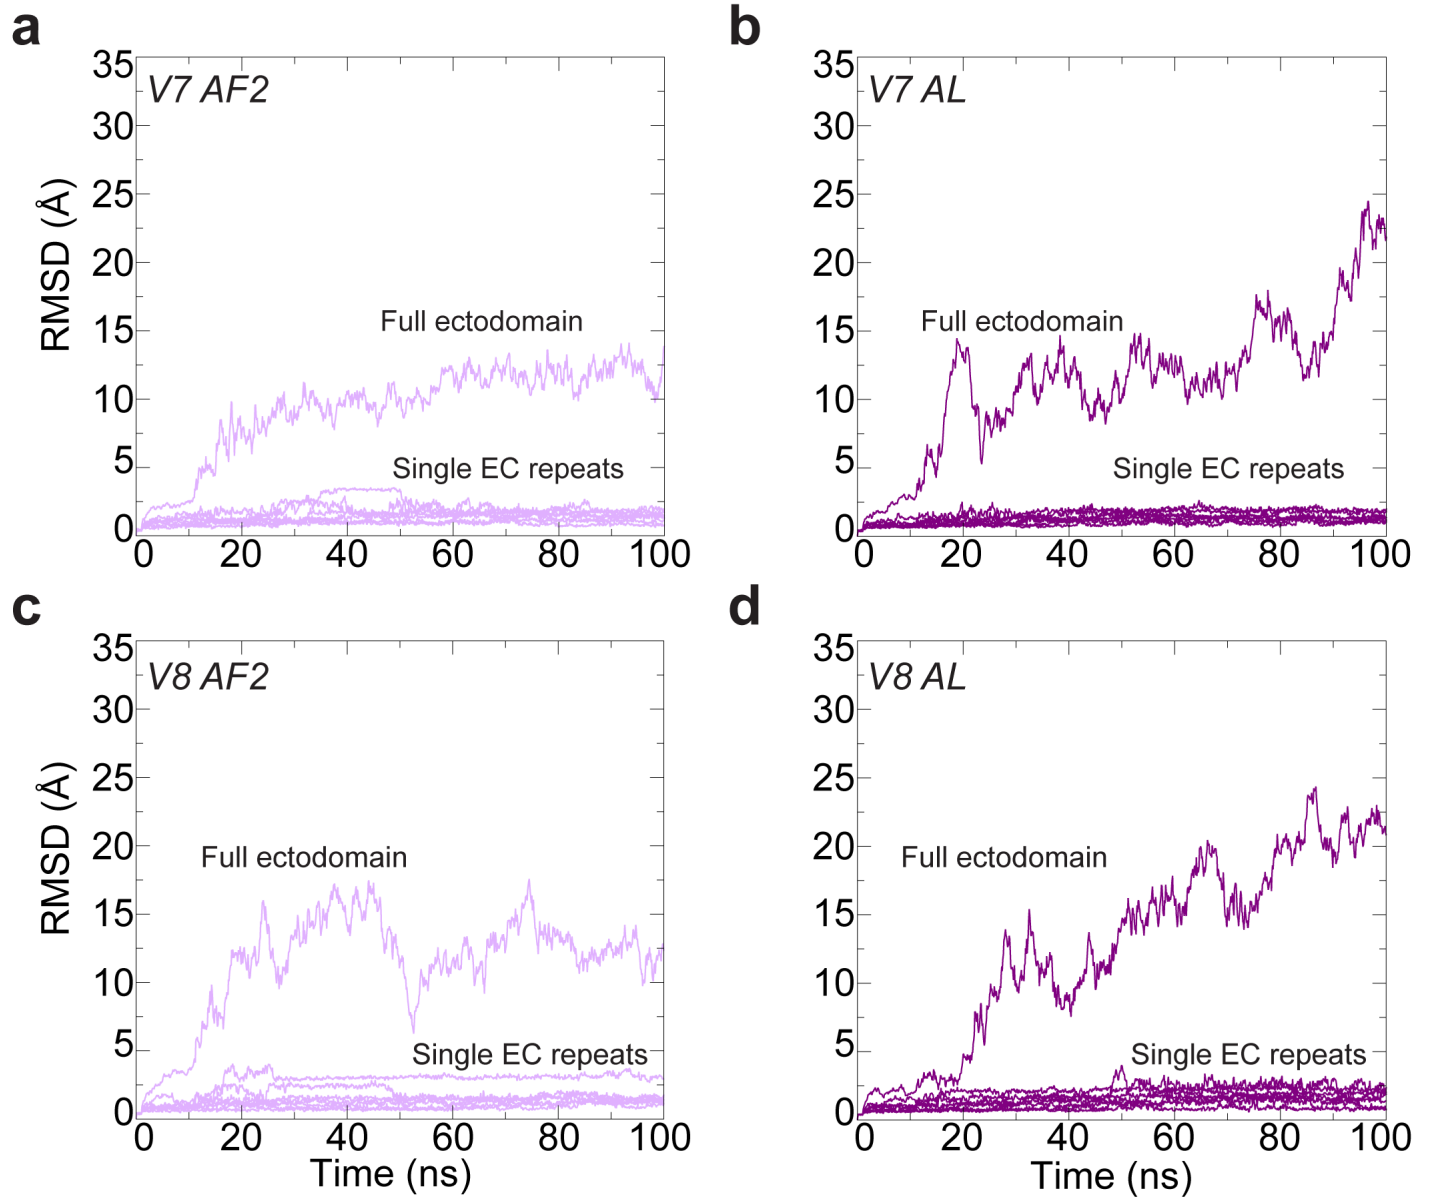 a
b
35
30
25
20
15
10
5
0
RMSD (Å)
V7 AF2
Full ectodomain
Single EC repeats
0 20 40 60 80 100
35
30
25
20
15
10
5
0
V7 AL
Full ectodomain
Single EC repeats
0 20 40 60 80 100
c
d
35
30
25
20
15
10
5
0
RMSD (Å)
V8 AF2
Full ectodomain
Single EC repeats
0 20 40 60 80 100
Time (ns)
35
30
25
20
15
10
5
0
V8 AL
Full ectodomain
Single EC repeats
0 20 40 60 80 100
Time (ns)